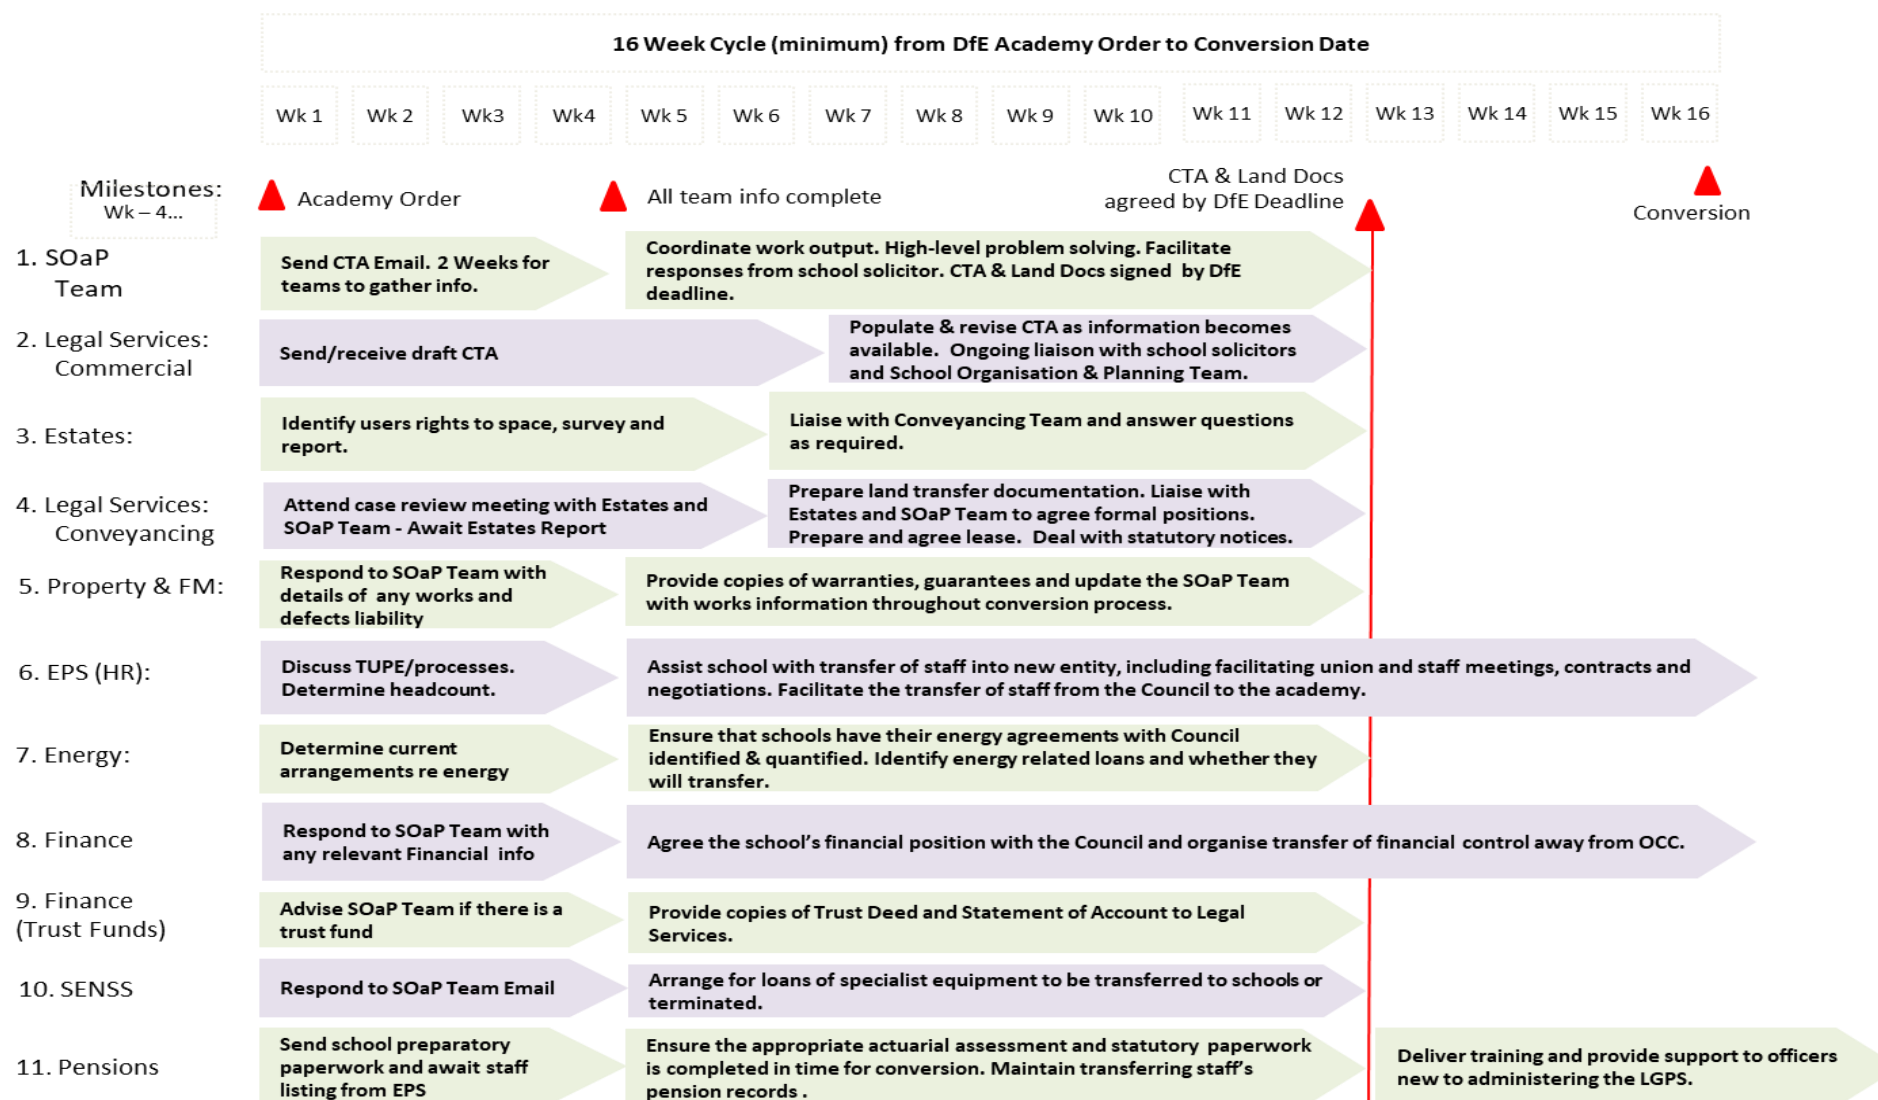 16 Week Cycle (minimum) from DfE Academy Order to Conversion Date
Wk 1 Wk 2 Wk3 Wk4 Wk 5 Wk 6 Wk 7 Wk 8 Wk 9 Wk 10 Wk 11 Wk 12 Wk 13 Wk 14 Wk 15 Wk 16
Milestones:
Wk – 4...
Academy Order
All team info complete
CTA & Land Docs
agreed by DfE Deadline
Conversion
1. SOaP
Team
Send CTA Email. 2 Weeks for
teams to gather info.
Coordinate work output. High-level problem solving. Facilitate
responses from school solicitor. CTA & Land Docs signed by DfE
deadline.
2. Legal Services:
Commercial
Send/receive draft CTA
Populate & revise CTA as information becomes
available. Ongoing liaison with school solicitors
and School Organisation & Planning Team.
3. Estates:
Identify users rights to space, survey and
report.
Liaise with Conveyancing Team and answer questions
as required.
4. Legal Services:
Conveyancing
Attend case review meeting with Estates and
SOaP Team - Await Estates Report
Prepare land transfer documentation. Liaise with
Estates and SOaP Team to agree formal positions.
Prepare and agree lease. Deal with statutory notices.
5. Property & FM:
Respond to SOaP Team with
details of any works and
defects liability
Provide copies of warranties, guarantees and update the SOaP Team
with works information throughout conversion process.
6. EPS (HR):
Discuss TUPE/processes.
Determine headcount.
Assist school with transfer of staff into new entity, including facilitating union and staff meetings, contracts and
negotiations. Facilitate the transfer of staff from the Council to the academy.
7. Energy:
Determine current
arrangements re energy
Ensure that schools have their energy agreements with Council
identified & quantified. Identify energy related loans and whether they
will transfer.
8. Finance
Respond to SOaP Team with
any relevant Financial info
Agree the school’s financial position with the Council and organise transfer of financial control away from OCC.
9. Finance
(Trust Funds)
Advise SOaP Team if there is a
trust fund
Provide copies of Trust Deed and Statement of Account to Legal
Services.
10. SENSS
Respond to SOaP Team Email
Arrange for loans of specialist equipment to be transferred to schools or
terminated.
11. Pensions
Send school preparatory
paperwork and await staff
listing from EPS
Ensure the appropriate actuarial assessment and statutory paperwork
is completed in time for conversion. Maintain transferring staff’s
pension records .
Deliver training and provide support to officers
new to administering the LGPS.